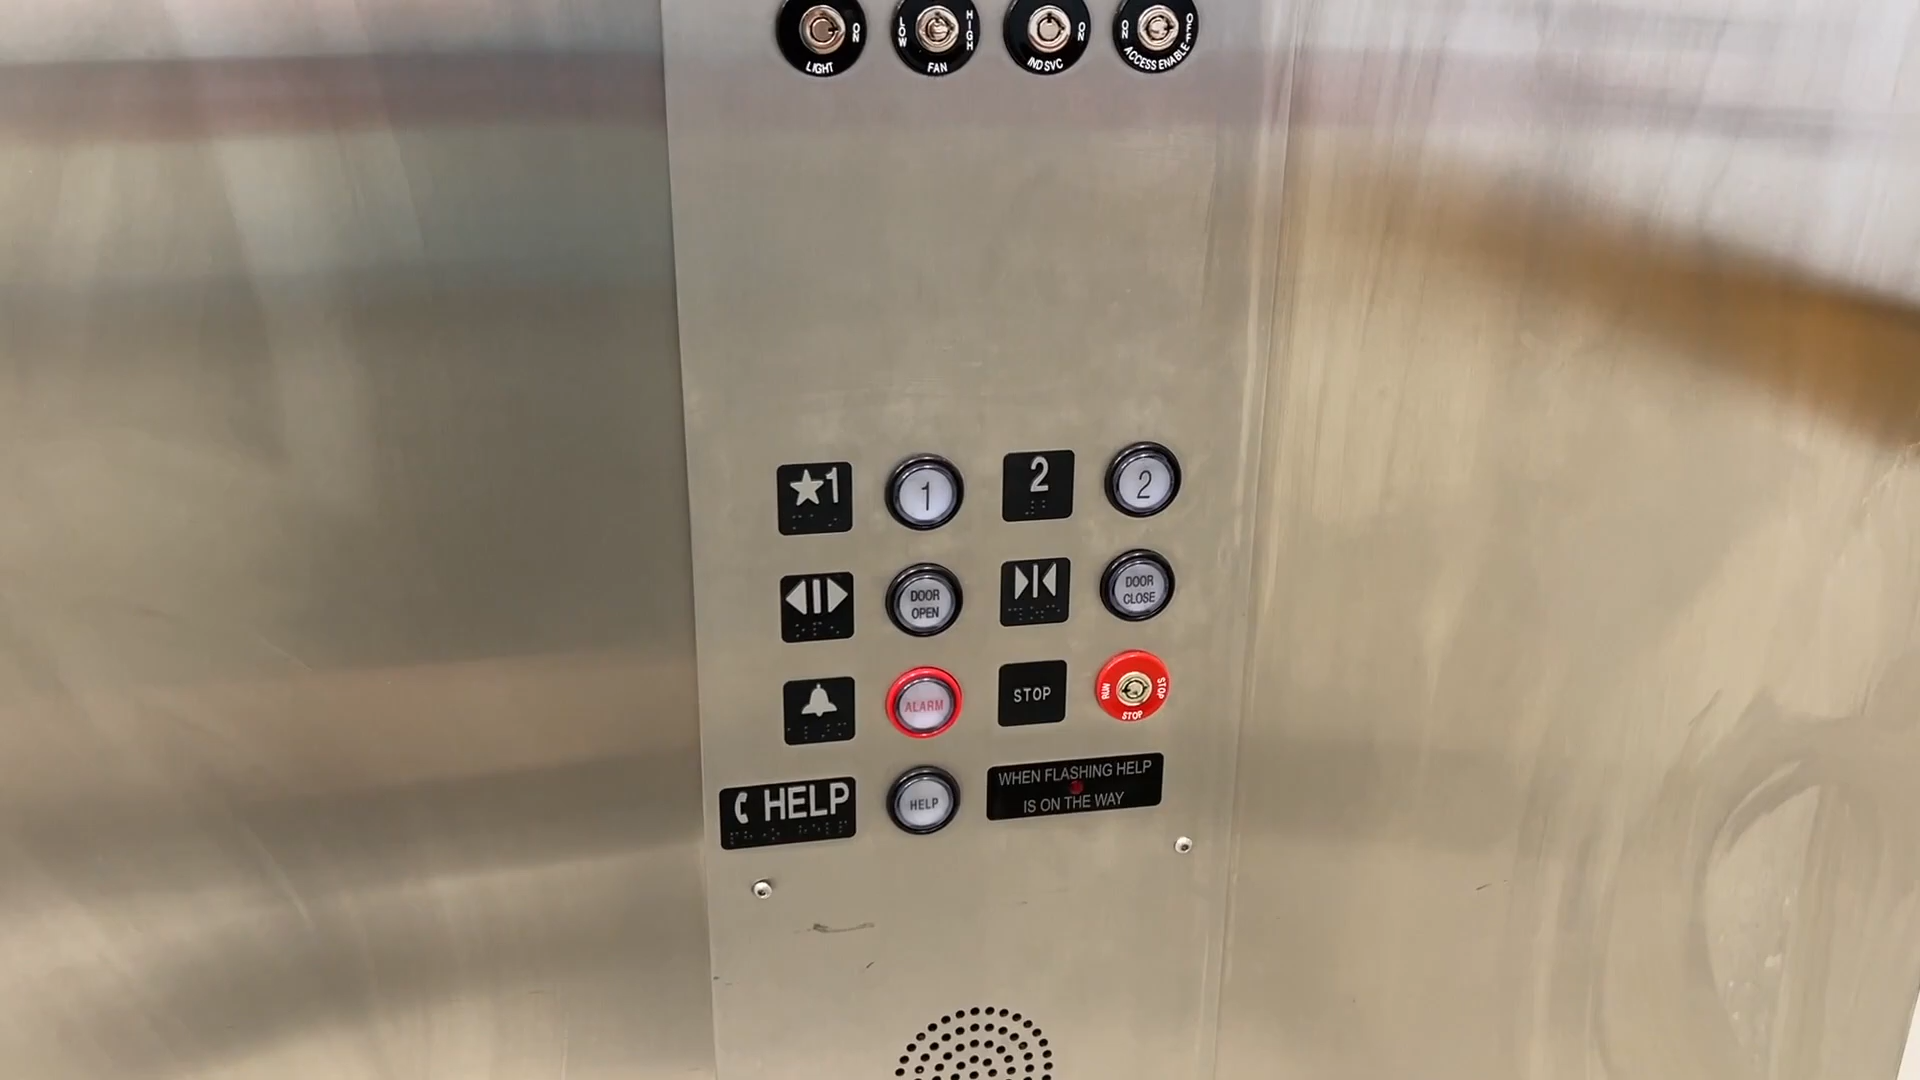 ON
LIGHT
LOW
HIGH
FAN
ON
IND SVC
ON
OFF
ACCESS ENABLE
★1
1
2
2
DOOR
OPEN
DOOR
CLOSE
ALARM
STOP
RUN
STOP
STOP
HELP
HELP
WHEN FLASHING HELP
IS ON THE WAY